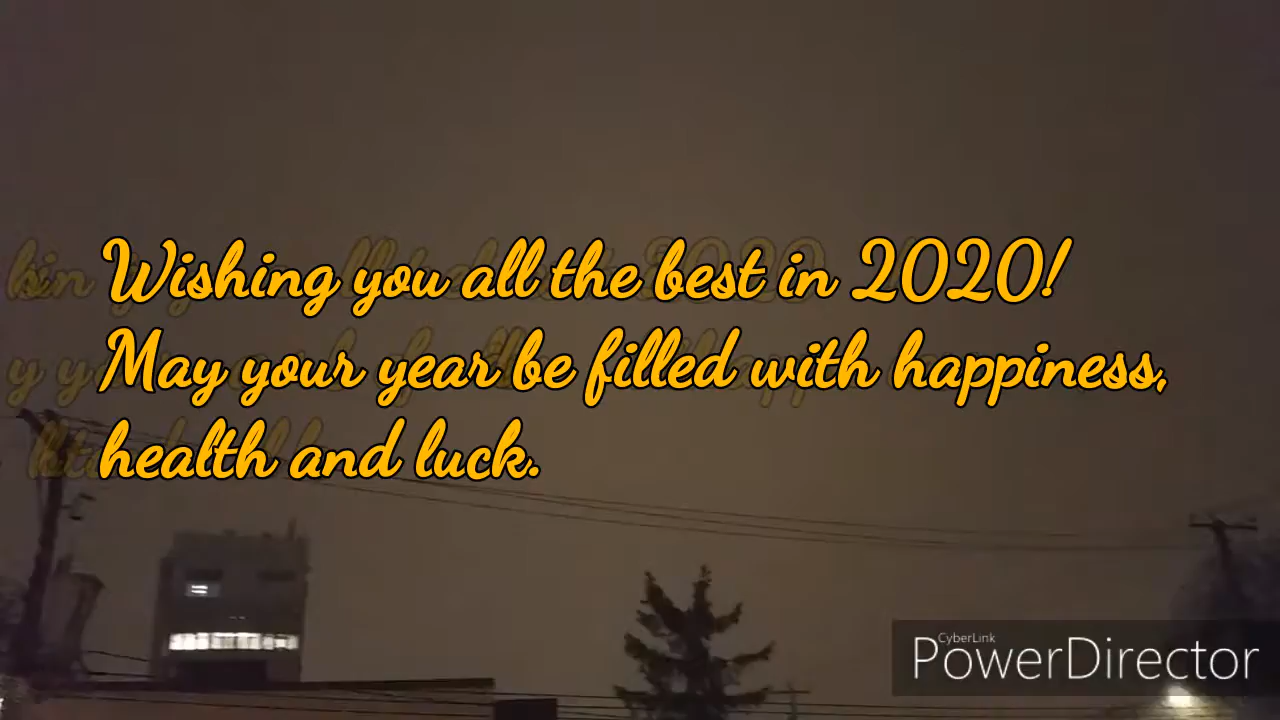 Wishing you all the best in 2020!
May your year be filled with happiness,
health and luck.
CyberLink
PowerDirector